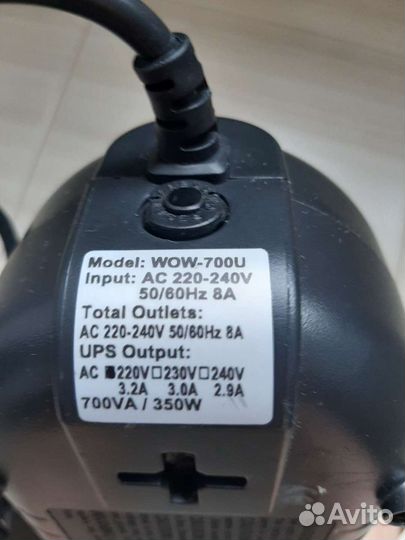 Model: WOW-700U
Input: AC 220-240V
50/60Hz 8A
Total Outlets:
AC 220-240V 50/60Hz 8A
UPS Output:
AC ■220V□230V□240V
3.2A 3.0A 2.9A
700VA / 350W
Avito